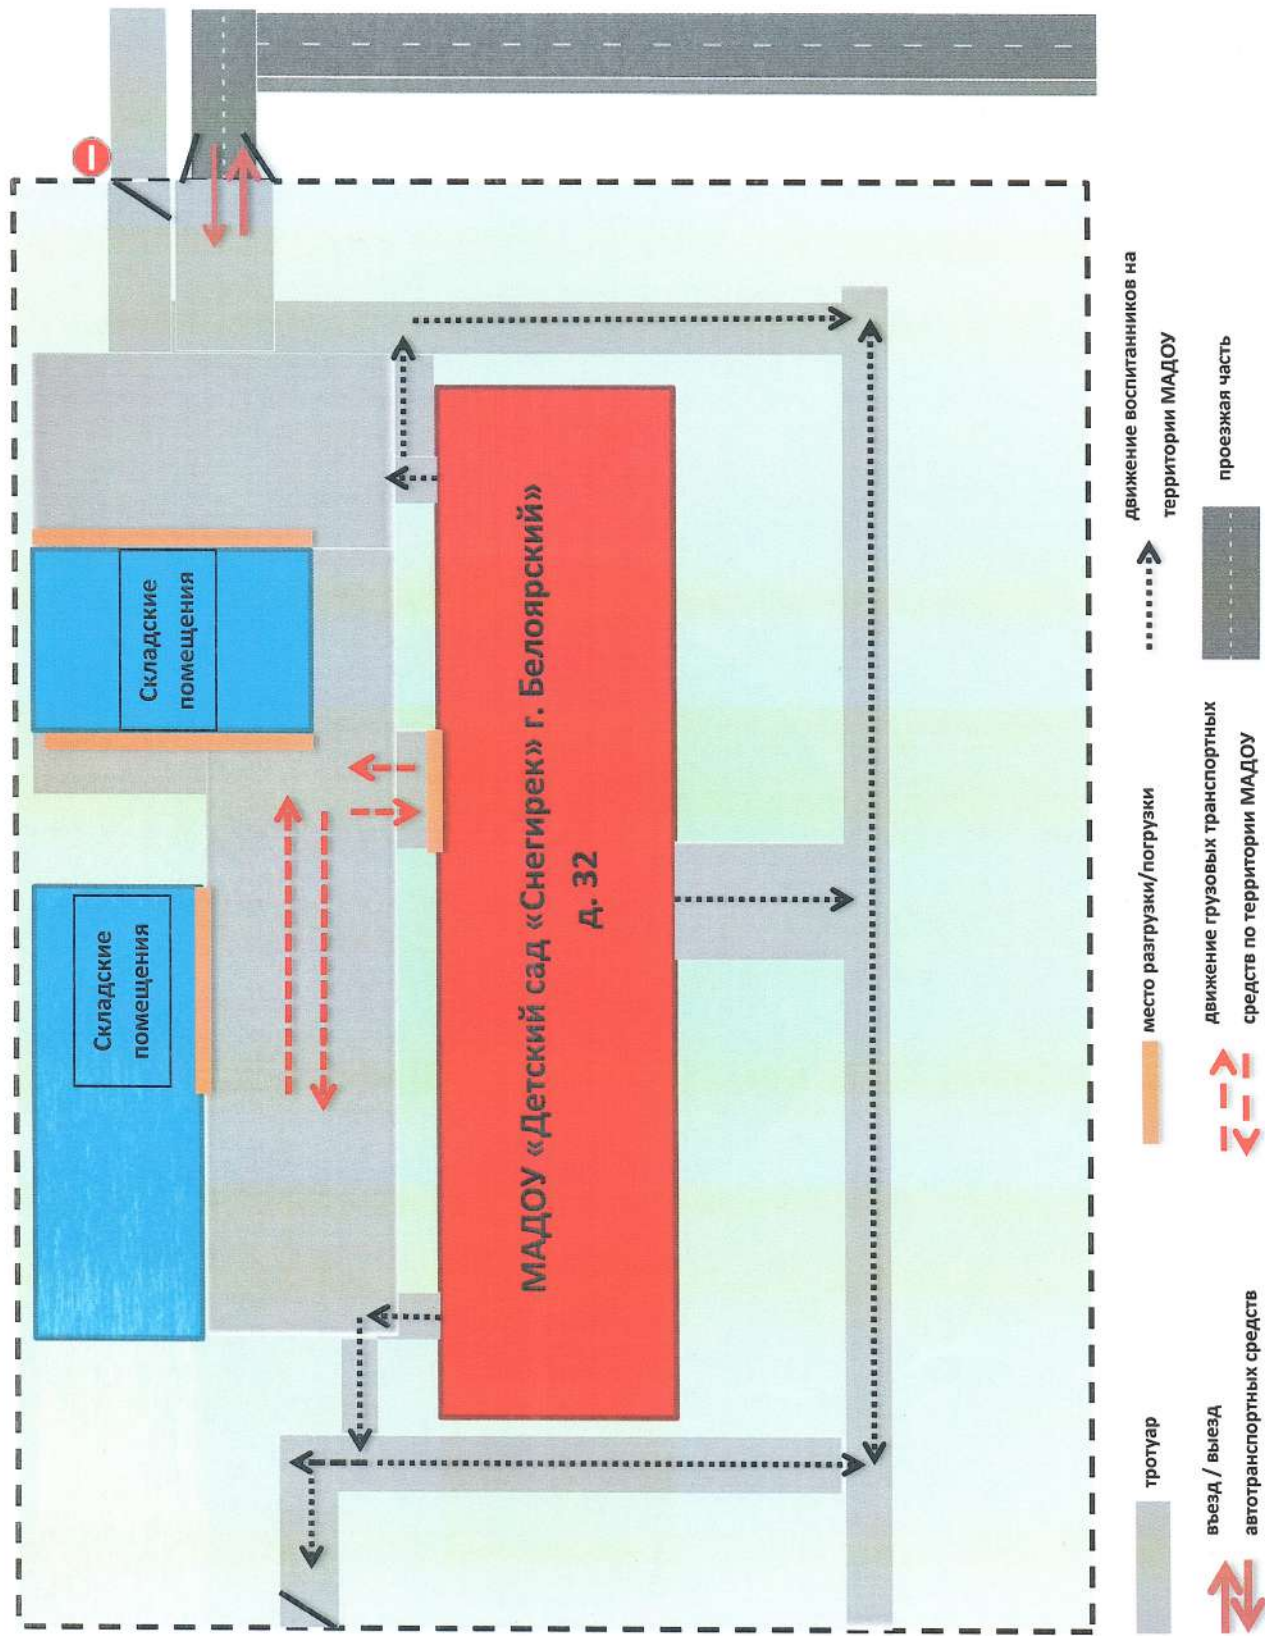 Складские
помещения
Складские
помещения
МАДОУ «Детский сад «Снегирек» г. Белоярский»
д. 32
тротуар
место разгрузки/погрузки
движение воспитанников на
территории МАДОУ
въезд / выезд
автотранспортных средств
движение грузовых транспортных
средств по территории МАДОУ
проезжая часть